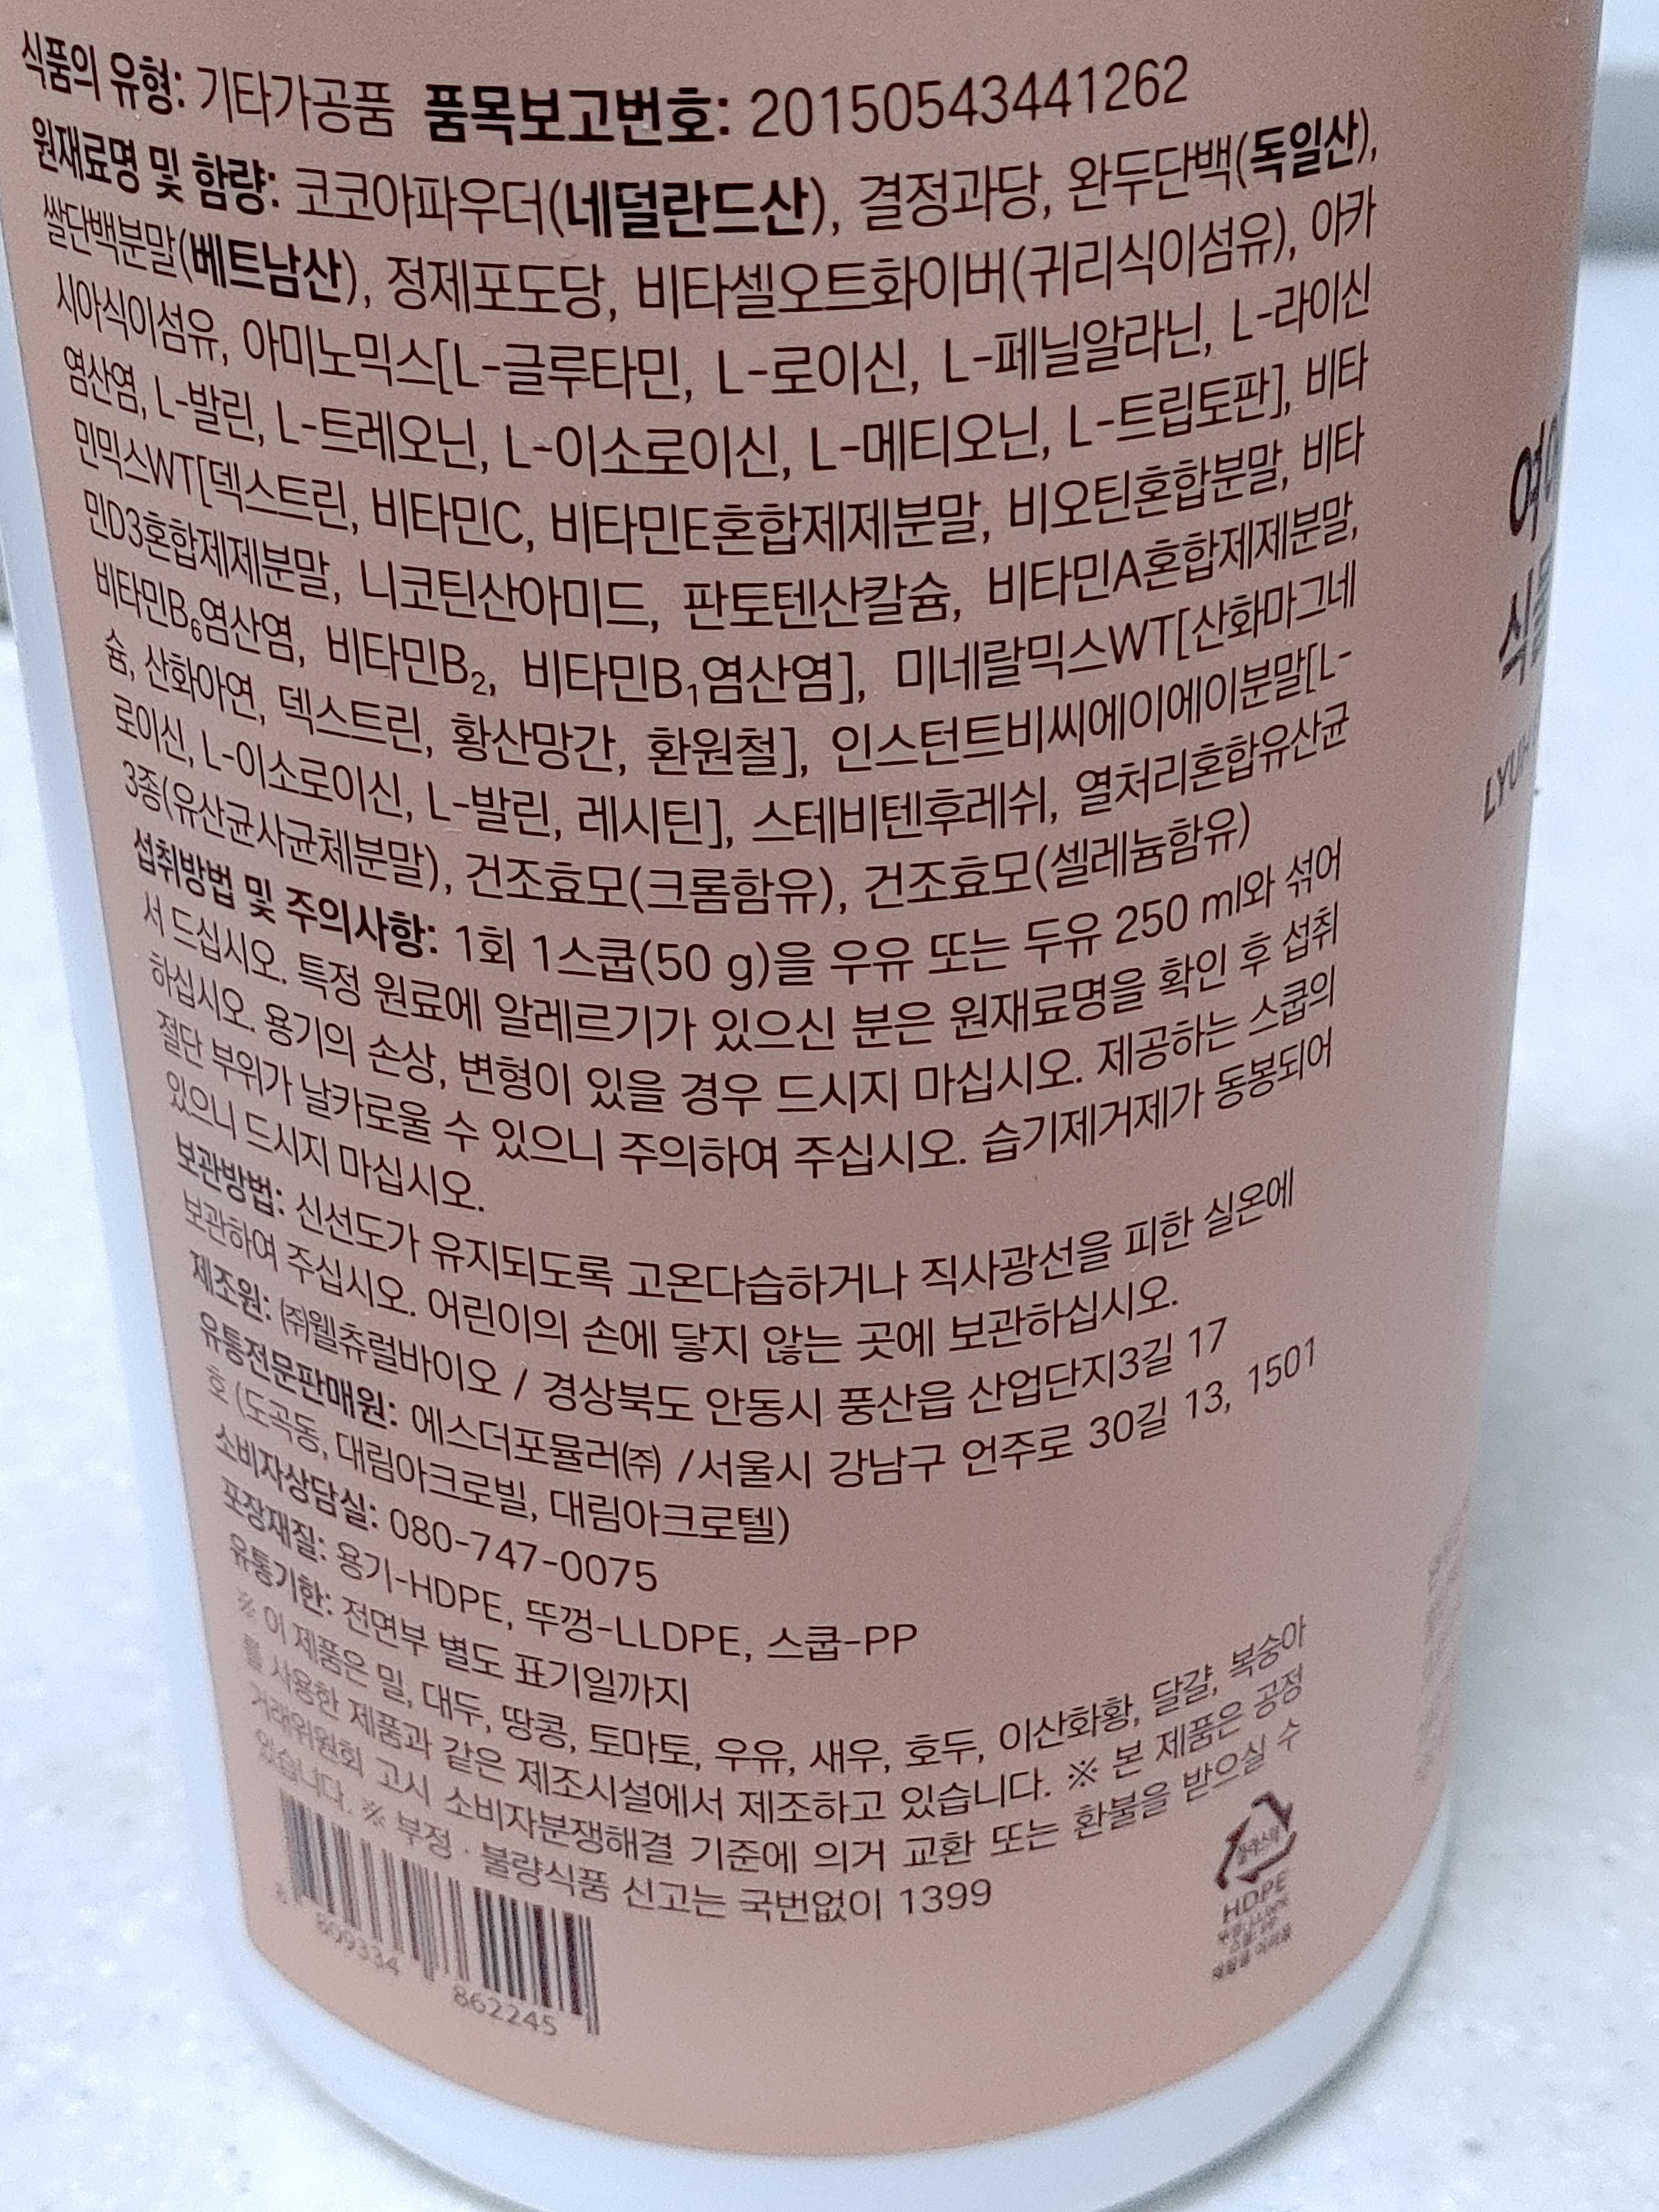 식품의 유형: 기타가공품 품목보고번호: 20150543441262
원재료명 및 함량: 코코아파우더(네덜란드산), 결정과당, 완두단백(독일산),
쌀단백분말(베트남산), 정제포도당, 비타셀오트화이버(귀리식이섬유), 아카
시아식이섬유, 아미노믹스[L-글루타민, L-로이신, L-페닐알라닌, L-라이신
염산염, L-발린, L-트레오닌, L-이소로이신, L-메티오닌, L-트립토판], 비타
민믹스WT[덱스트린, 비타민C, 비타민E혼합제제분말, 비오틴혼합분말, 비타
민D3혼합제제분말, 니코틴산아미드, 판토텐산칼슘, 비타민A혼합제제분말,
비타민B₆염산염, 비타민B₂, 비타민B₁염산염], 미네랄믹스WT[산화마그네
슘, 산화아연, 덱스트린, 황산망간, 환원철], 인스턴트비씨에이에이분말[L-
로이신, L-이소로이신, L-발린, 레시틴], 스테비텐후레쉬, 열처리혼합유산균
3종(유산균사균체분말), 건조효모(크롬함유), 건조효모(셀레늄함유)
섭취방법 및 주의사항: 1회 1스쿱(50 g)을 우유 또는 두유 250 ml와 섞어
서 드십시오. 특정 원료에 알레르기가 있으신 분은 원재료명을 확인 후 섭취
하십시오. 용기의 손상, 변형이 있을 경우 드시지 마십시오. 제공하는 스쿱의
절단 부위가 날카로울 수 있으니 주의하여 주십시오. 습기제거제가 동봉되어
있으니 드시지 마십시오.
보관방법: 신선도가 유지되도록 고온다습하거나 직사광선을 피한 실온에
보관하여 주십시오. 어린이의 손에 닿지 않는 곳에 보관하십시오.
제조원: ㈜웰츄럴바이오 / 경상북도 안동시 풍산읍 산업단지3길 17
유통전문판매원: 에스더포뮬러㈜ /서울시 강남구 언주로 30길 13, 1501
호 (도곡동, 대림아크로빌, 대림아크로텔)
소비자상담실: 080-747-0075
포장재질: 용기-HDPE, 뚜껑-LLDPE, 스쿱-PP
유통기한: 전면부 별도 표기일까지
※ 이 제품은 밀, 대두, 땅콩, 토마토, 우유, 새우, 호두, 이산화황, 달걀, 복숭아
를 사용한 제품과 같은 제조시설에서 제조하고 있습니다. ※ 본 제품은 공정
거래위원회 고시 소비자분쟁해결 기준에 의거 교환 또는 환불을 받으실 수
있습니다. ※ 부정 · 불량식품 신고는 국번없이 1399
8 809334 862245
플라스틱
HDPE